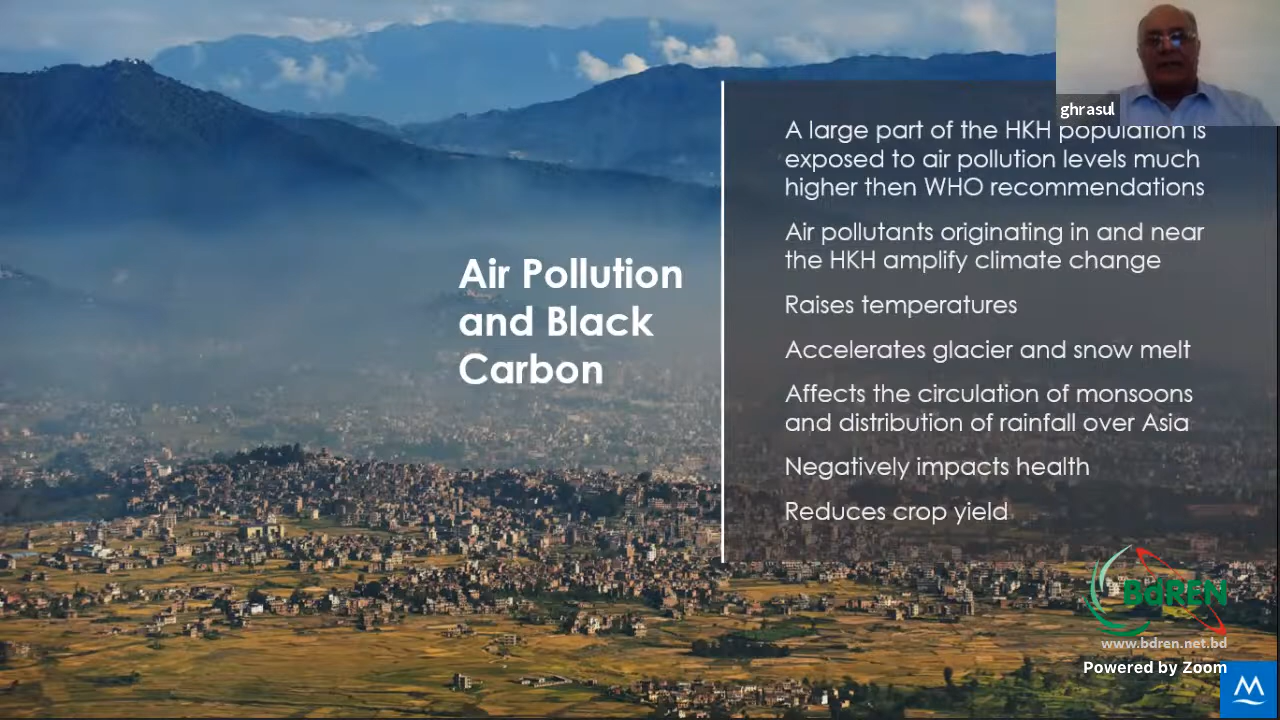 ghrasul
Air Pollution
and Black
Carbon
A large part of the HKH population is
exposed to air pollution levels much
higher then WHO recommendations
Air pollutants originating in and near
the HKH amplify climate change
Raises temperatures
Accelerates glacier and snow melt
Affects the circulation of monsoons
and distribution of rainfall over Asia
Negatively impacts health
Reduces crop yield
BdREN
www.bdren.net.bd
Powered by Zoom